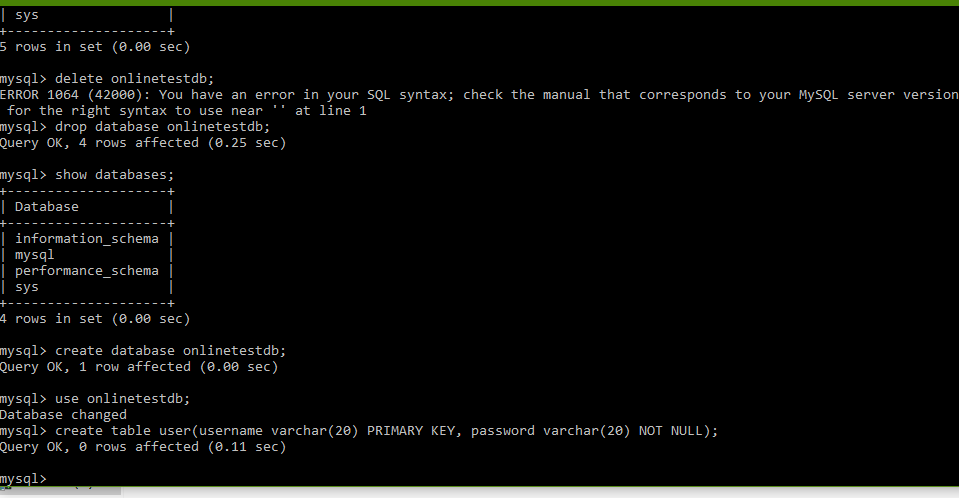 | sys                |
+--------------------+
5 rows in set (0.00 sec)
mysql> delete onlinetestdb;
ERROR 1064 (42000): You have an error in your SQL syntax; check the manual that corresponds to your MySQL server version
 for the right syntax to use near '' at line 1
mysql> drop database onlinetestdb;
Query OK, 4 rows affected (0.25 sec)
mysql> show databases;
+--------------------+
| Database           |
+--------------------+
| information_schema |
| mysql              |
| performance_schema |
| sys                |
+--------------------+
4 rows in set (0.00 sec)
mysql> create database onlinetestdb;
Query OK, 1 row affected (0.00 sec)
mysql> use onlinetestdb;
Database changed
mysql> create table user(username varchar(20) PRIMARY KEY, password varchar(20) NOT NULL);
Query OK, 0 rows affected (0.11 sec)
mysql>